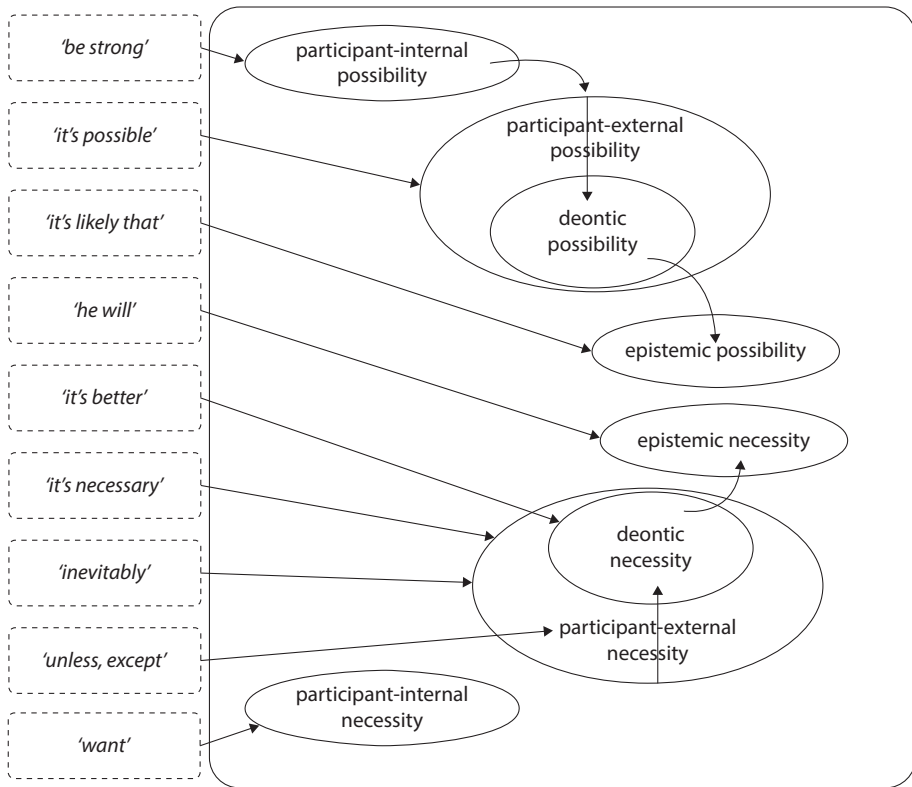 ‘be strong’
‘it’s possible’
‘it’s likely that’
‘he will’
‘it’s better’
‘it’s necessary’
‘inevitably’
‘unless, except’
‘want’
participant-internal
possibility
participant-external
possibility
deontic
possibility
epistemic possibility
epistemic necessity
deontic
necessity
participant-external
necessity
participant-internal
necessity